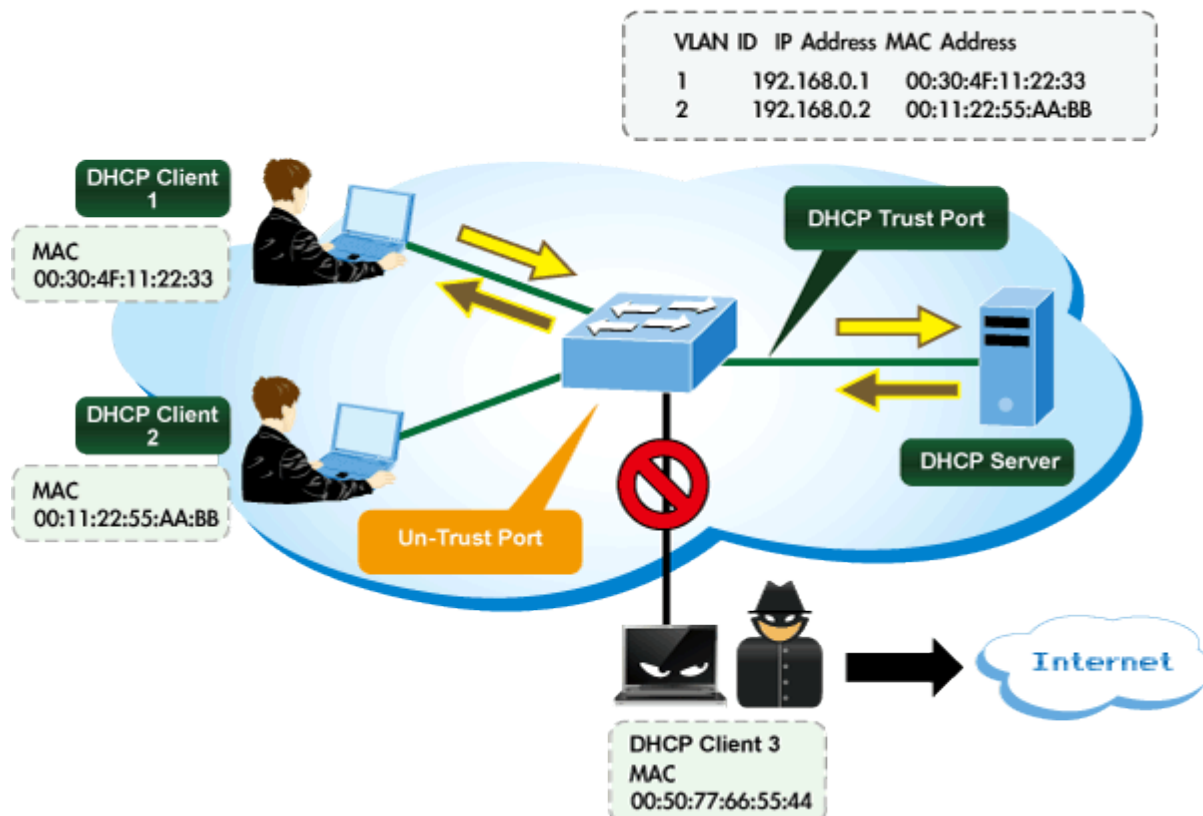 VLAN ID IP Address MAC Address
1 192.168.0.1 00:30:4F:11:22:33
2 192.168.0.2 00:11:22:55:AA:BB
DHCP Client
1
MAC
00:30:4F:11:22:33
DHCP Trust Port
DHCP Client
2
MAC
00:11:22:55:AA:BB
DHCP Server
Un-Trust Port
Internet
DHCP Client 3
MAC
00:50:77:66:55:44